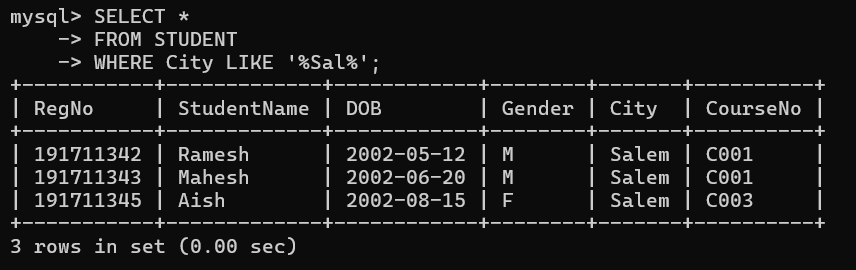 mysql> SELECT *
    -> FROM STUDENT
    -> WHERE City LIKE '%Sal%';
+-----------+-------------+------------+--------+-------+----------+
| RegNo     | StudentName | DOB        | Gender | City  | CourseNo |
+-----------+-------------+------------+--------+-------+----------+
| 191711342 | Ramesh      | 2002-05-12 | M      | Salem | C001     |
| 191711343 | Mahesh      | 2002-06-20 | M      | Salem | C001     |
| 191711345 | Aish        | 2002-08-15 | F      | Salem | C003     |
+-----------+-------------+------------+--------+-------+----------+
3 rows in set (0.00 sec)